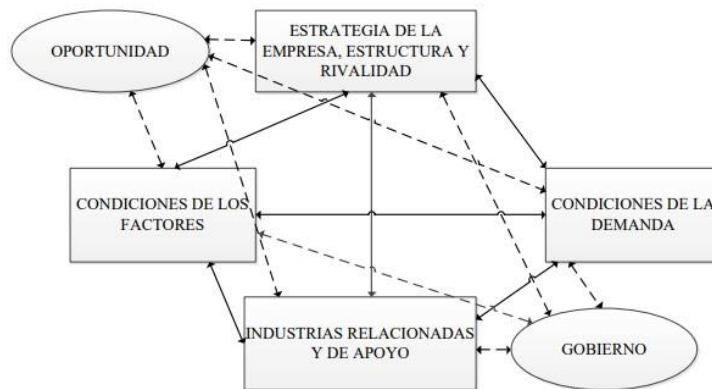 OPORTUNIDAD
ESTRATEGIA DE LA
EMPRESA, ESTRUCTURA Y
RIVALIDAD
CONDICIONES DE LOS
FACTORES
CONDICIONES DE LA
DEMANDA
INDUSTRIAS RELACIONADAS
Y DE APOYO
GOBIERNO